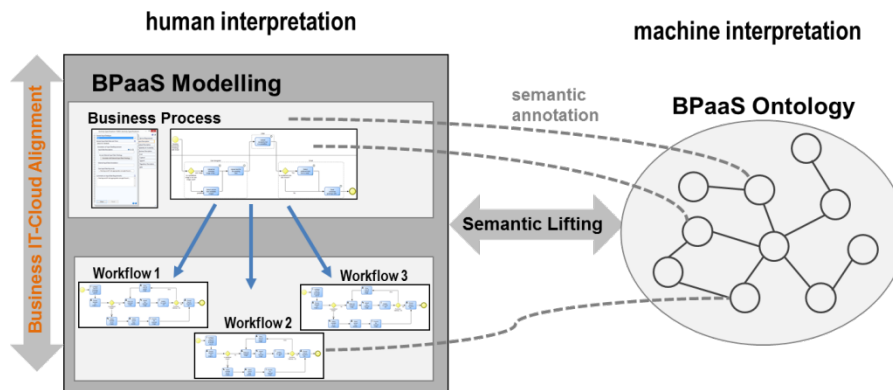 human interpretation
machine interpretation
Business IT-Cloud Alignment
BPaaS Modelling
Business Process
semantic
annotation
BPaaS Ontology
Semantic Lifting
Workflow 1
Workflow 3
Workflow 2